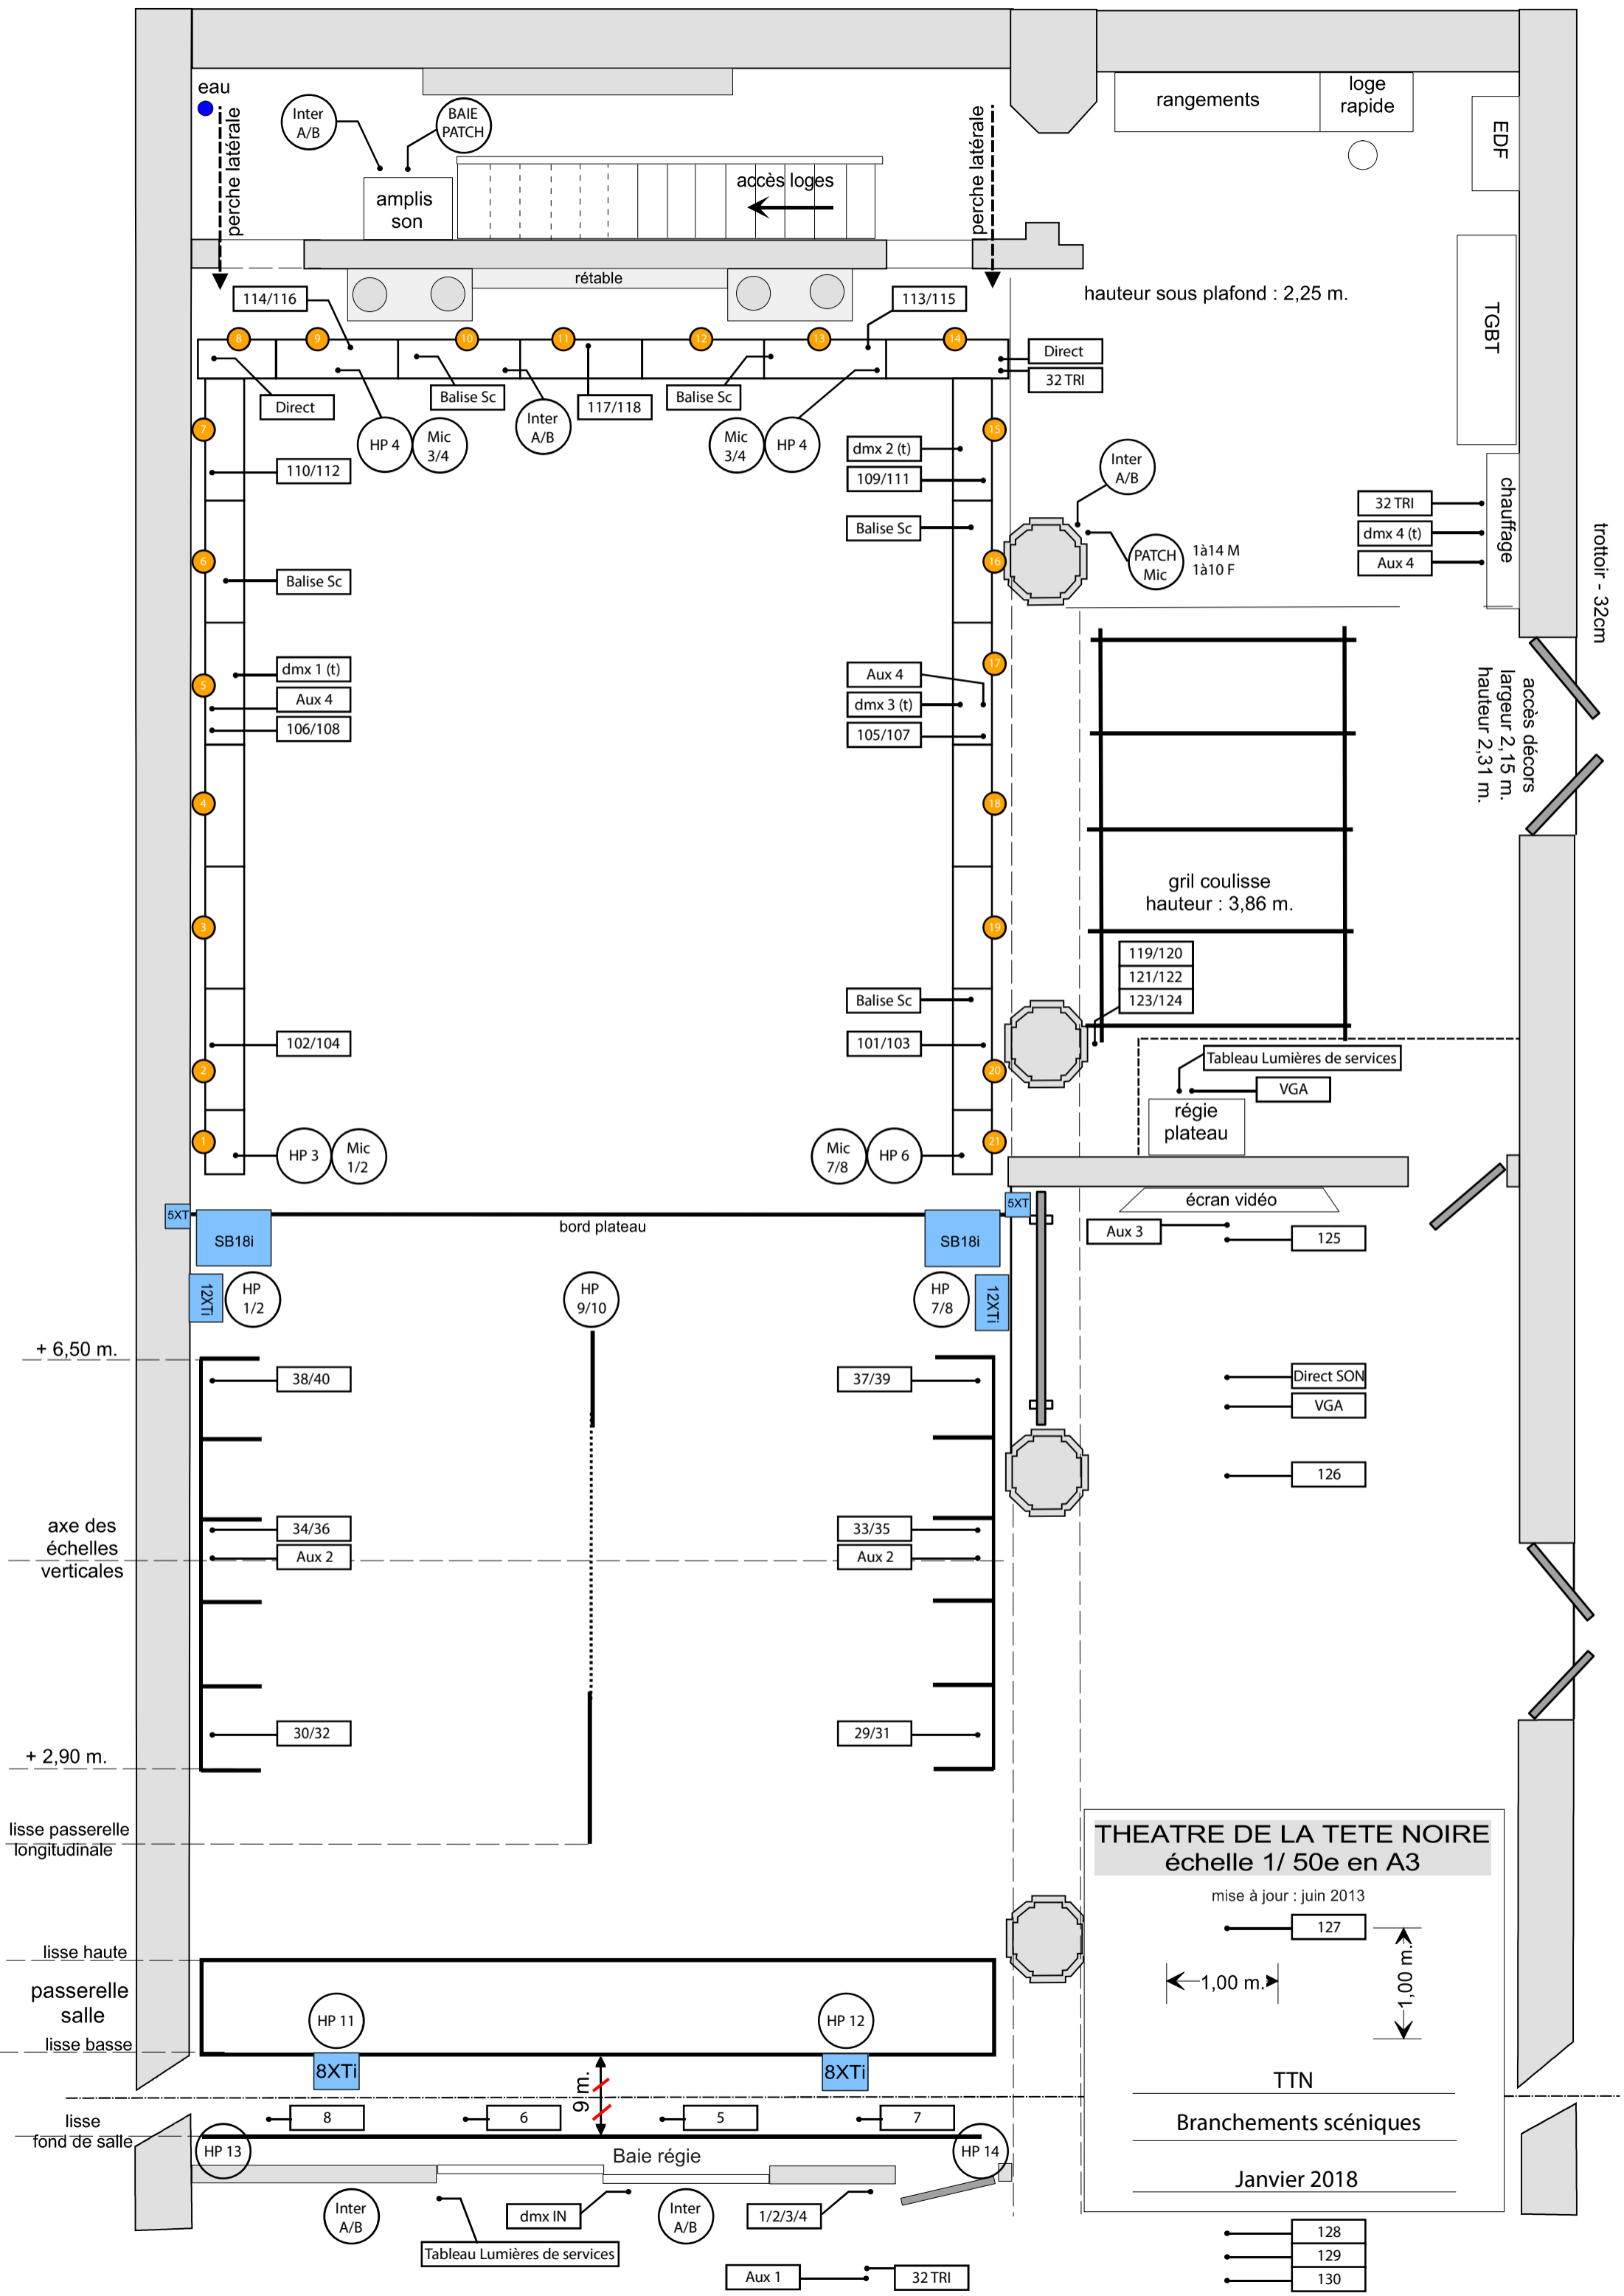 eau
perche latérale
Inter
A/B
BAIE
PATCH
amplis
son
accès loges
perche latérale
rangements
loge
rapide
EDF
rétable
hauteur sous plafond : 2,25 m.
TGBT
114/116
113/115
8
9
10
11
12
13
14
Direct
32 TRI
Direct
Balise Sc
Inter
A/B
117/118
Balise Sc
HP 4
Mic
3/4
Mic
3/4
HP 4
7
15
dmx 2 (t)
109/111
110/112
Inter
A/B
Balise Sc
PATCH
Mic
1à14 M
1à10 F
32 TRI
dmx 4 (t)
Aux 4
chauffage
trottoir - 32cm
6
16
Balise Sc
dmx 1 (t)
Aux 4
106/108
5
17
Aux 4
dmx 3 (t)
105/107
accès décors
largeur 2,15 m.
hauteur 2,31 m.
4
18
gril coulisse
hauteur : 3,86 m.
3
19
119/120
121/122
123/124
Balise Sc
102/104
101/103
2
20
Tableau Lumières de services
VGA
régie
plateau
1
21
HP 3
Mic
1/2
Mic
7/8
HP 6
écran vidéo
5XT
5XT
bord plateau
SB18i
SB18i
Aux 3
125
12XTi
HP
1/2
HP
9/10
HP
7/8
12XTi
+ 6,50 m.
38/40
37/39
Direct SON
VGA
126
axe des
échelles
verticales
34/36
Aux 2
33/35
Aux 2
30/32
29/31
+ 2,90 m.
lisse passerelle
longitudinale
THEATRE DE LA TETE NOIRE
échelle 1/ 50e en A3
mise à jour : juin 2013
127
1,00 m.
1,00 m.
lisse haute
passerelle
salle
lisse basse
HP 11
HP 12
8XTi
8XTi
9 m.
TTN
Branchements scéniques
Janvier 2018
lisse
fond de salle
8
6
5
7
HP 13
HP 14
Baie régie
Inter
A/B
dmx IN
Inter
A/B
1/2/3/4
Tableau Lumières de services
Aux 1
32 TRI
128
129
130